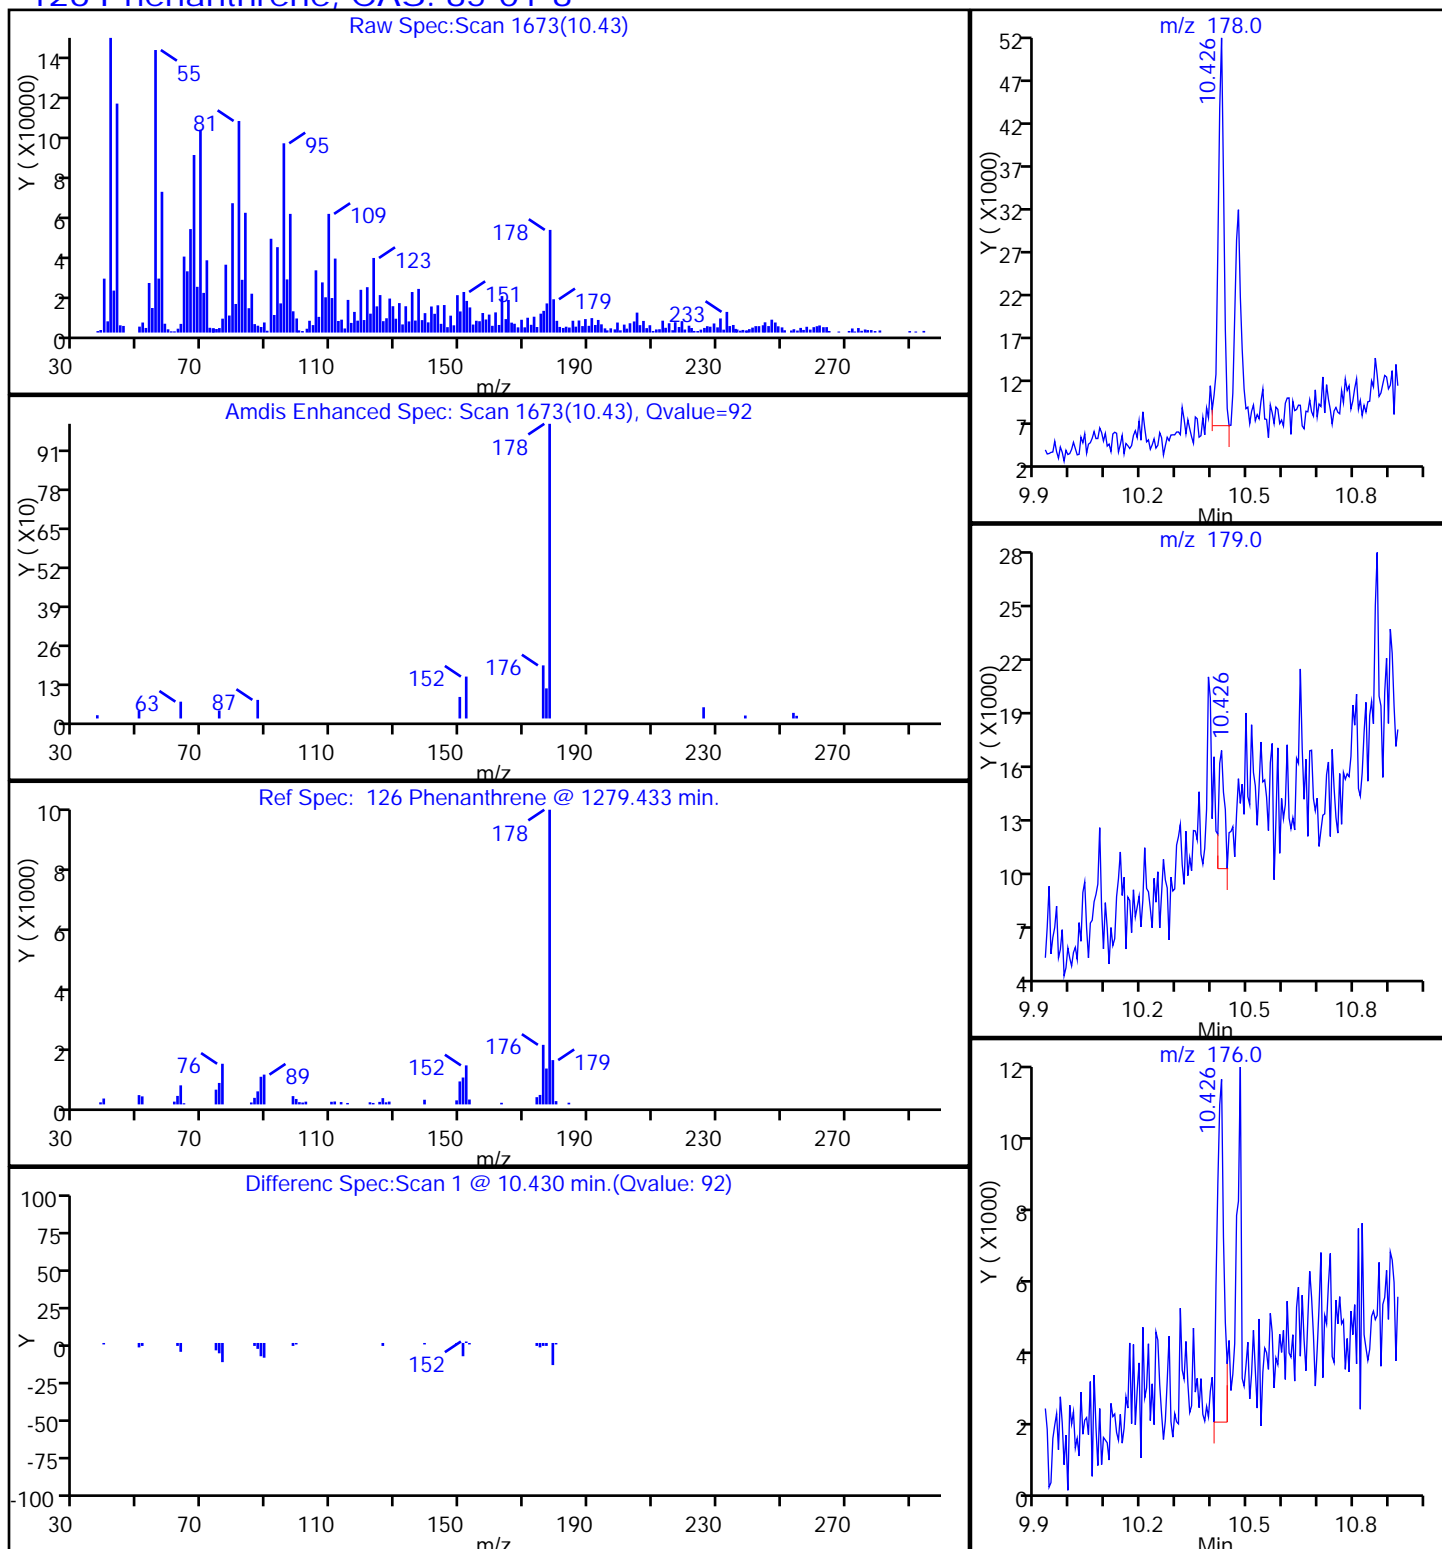 126 Phenanthrene, CAS: 85-01-8
Raw Spec:Scan 1673(10.43)
Y ( X10000)
14
12
10
8
6
4
2
0
55
81
95
109
123
151
178
179
233
30 70 110 150 190 230 270
m/z
Amdis Enhanced Spec: Scan 1673(10.43), Qvalue=92
Y ( X10)
91
78
65
52
39
26
13
0
63
87
152
176
178
30 70 110 150 190 230 270
m/z
Ref Spec: 126 Phenanthrene @ 1279.433 min.
Y ( X1000)
10
8
6
4
2
0
76
89
152
176
178
179
30 70 110 150 190 230 270
m/z
Differenc Spec:Scan 1 @ 10.430 min.(Qvalue: 92)
Y
100
75
50
25
0
-25
-50
-75
-100
152
30 70 110 150 190 230 270
m/z
m/z 178.0
Y ( X1000)
52
47
42
37
32
27
22
17
12
7
2
10.426
9.9 10.2 10.5 10.8
Min
m/z 179.0
Y ( X1000)
28
25
22
19
16
13
10
7
4
10.426
9.9 10.2 10.5 10.8
Min
m/z 176.0
Y ( X1000)
12
10
8
6
4
2
0
10.426
9.9 10.2 10.5 10.8
Min